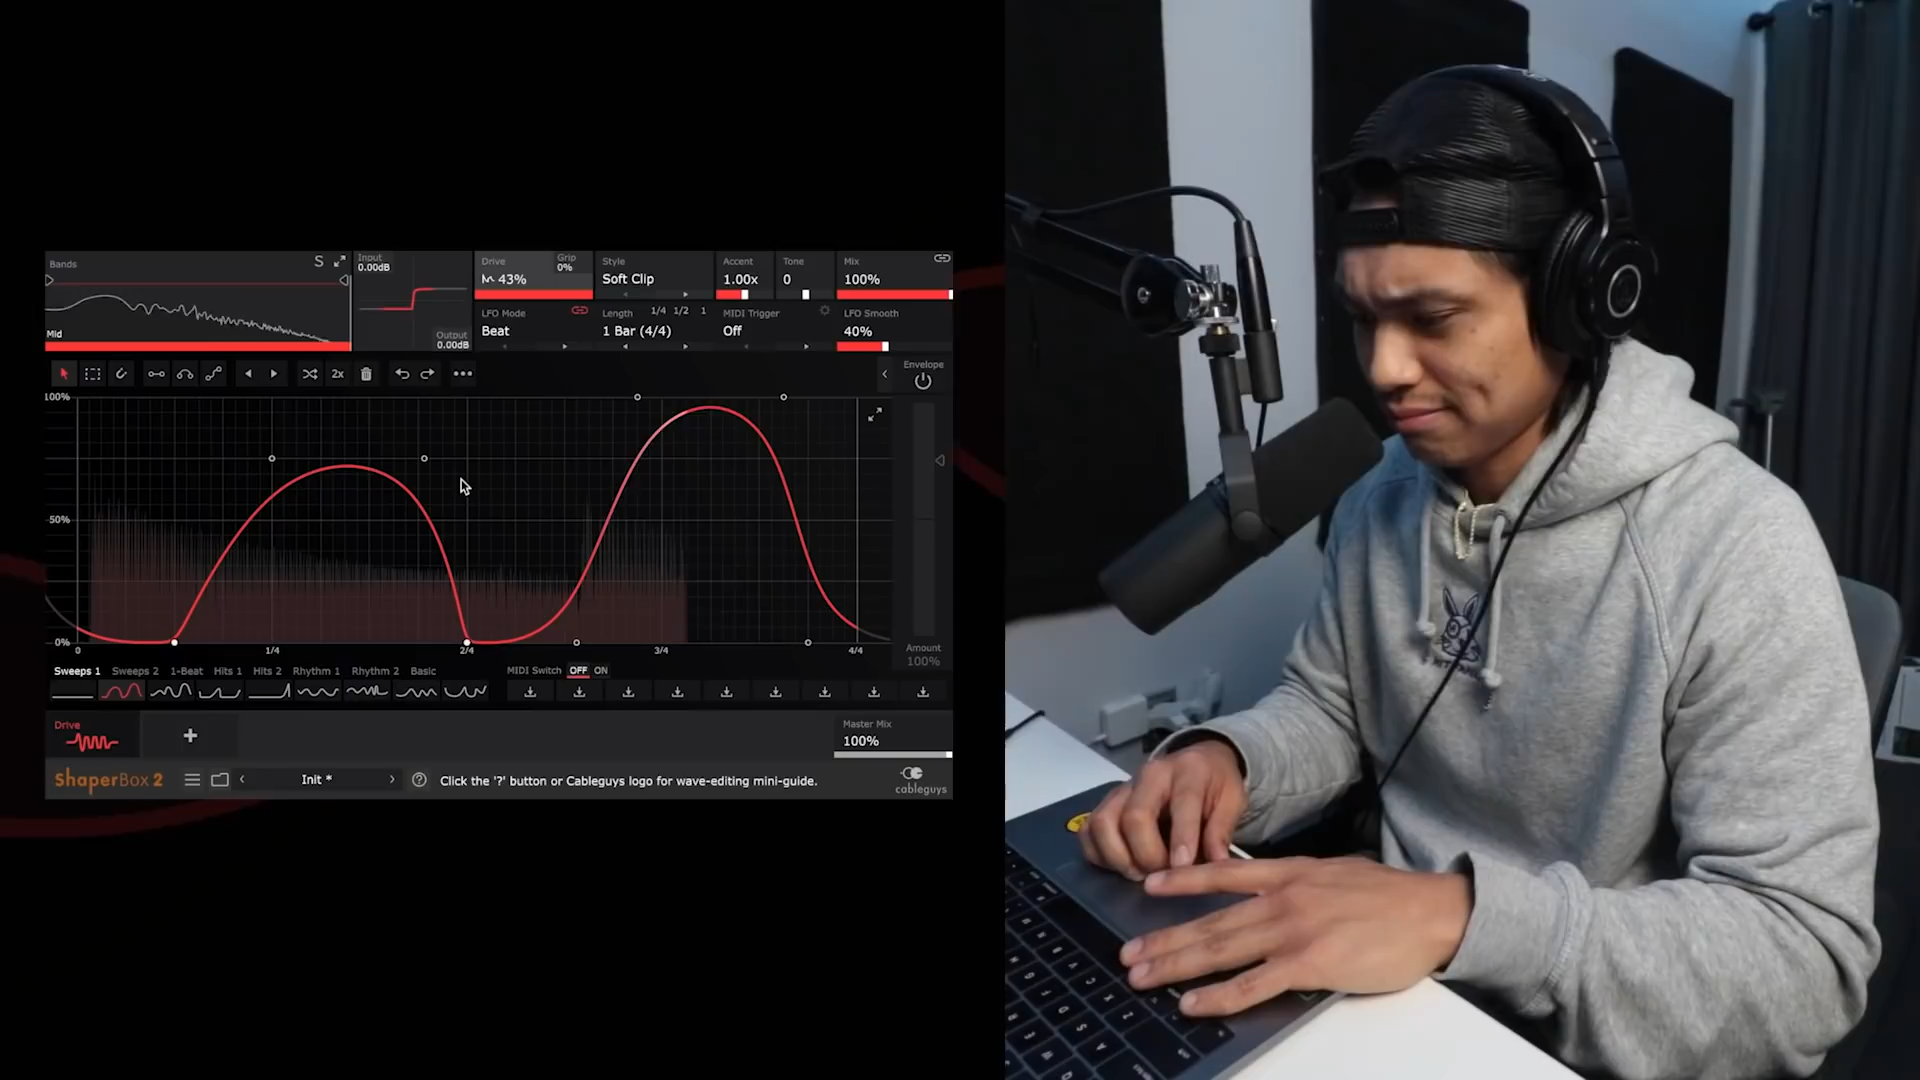 Bands
S
Mid
Input
0.00dB
Output
0.00dB
Drive
43%
Grip
0%
Style
Soft Clip
Accent
1.00x
Tone
0
Mix
100%
LFO Mode
Beat
Length
1/4 1/2 1
1 Bar (4/4)
MIDI Trigger
Off
LFO Smooth
40%
2x
Envelope
100%
50%
0%
0
1/4
2/4
3/4
4/4
Amount
100%
Sweeps 1 Sweeps 2 1-Beat Hits 1 Hits 2 Rhythm 1 Rhythm 2 Basic
MIDI Switch OFF ON
Drive
+
Master Mix
100%
ShaperBox 2
Init *
?
Click the '?' button or Cableguys logo for wave-editing mini-guide.
cableguys